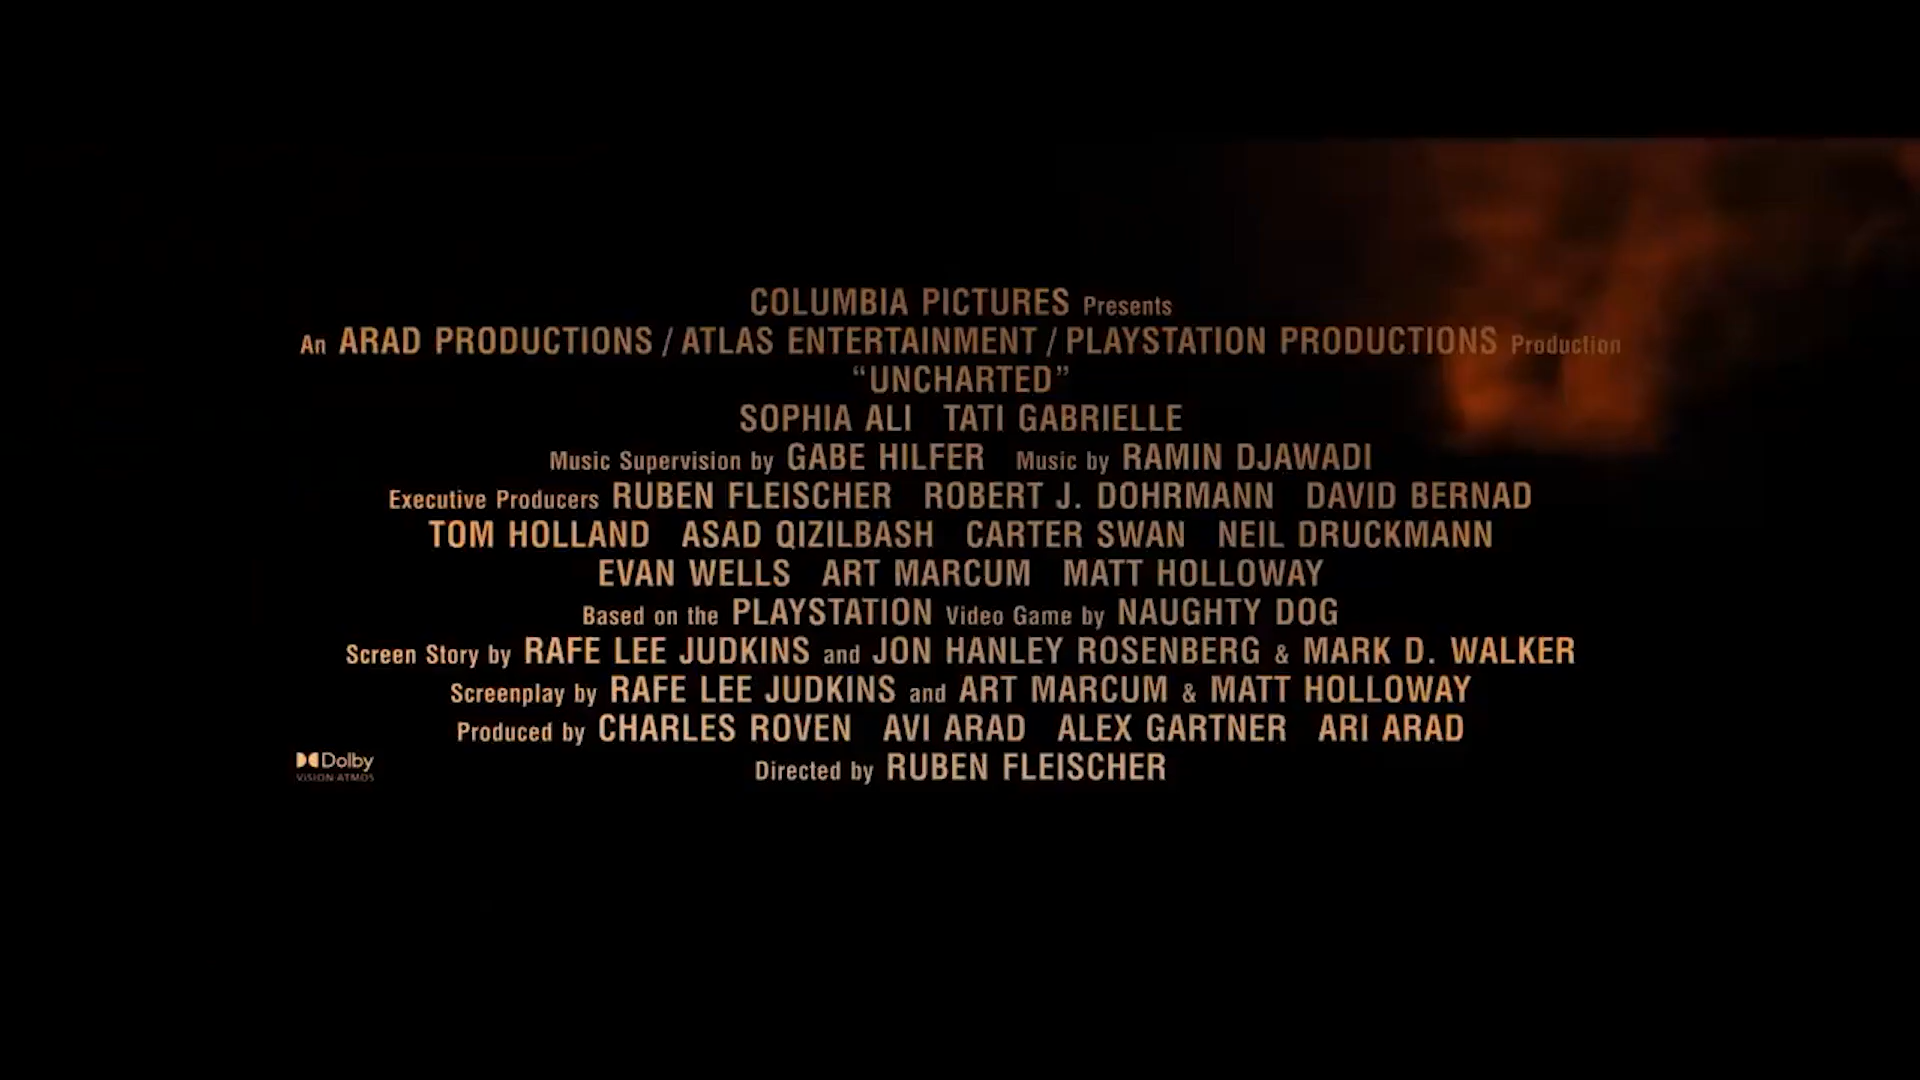 COLUMBIA PICTURES Presents
An ARAD PRODUCTIONS / ATLAS ENTERTAINMENT / PLAYSTATION PRODUCTIONS Production
“UNCHARTED”
SOPHIA ALI TATI GABRIELLE
Music Supervision by GABE HILFER Music by RAMIN DJAWADI
Executive Producers RUBEN FLEISCHER ROBERT J. DOHRMANN DAVID BERNAD
TOM HOLLAND ASAD QIZILBASH CARTER SWAN NEIL DRUCKMANN
EVAN WELLS ART MARCUM MATT HOLLOWAY
Based on the PLAYSTATION Video Game by NAUGHTY DOG
Screen Story by RAFE LEE JUDKINS and JON HANLEY ROSENBERG & MARK D. WALKER
Screenplay by RAFE LEE JUDKINS and ART MARCUM & MATT HOLLOWAY
Produced by CHARLES ROVEN AVI ARAD ALEX GARTNER ARI ARAD
Directed by RUBEN FLEISCHER
Dolby
VISION ATMOS